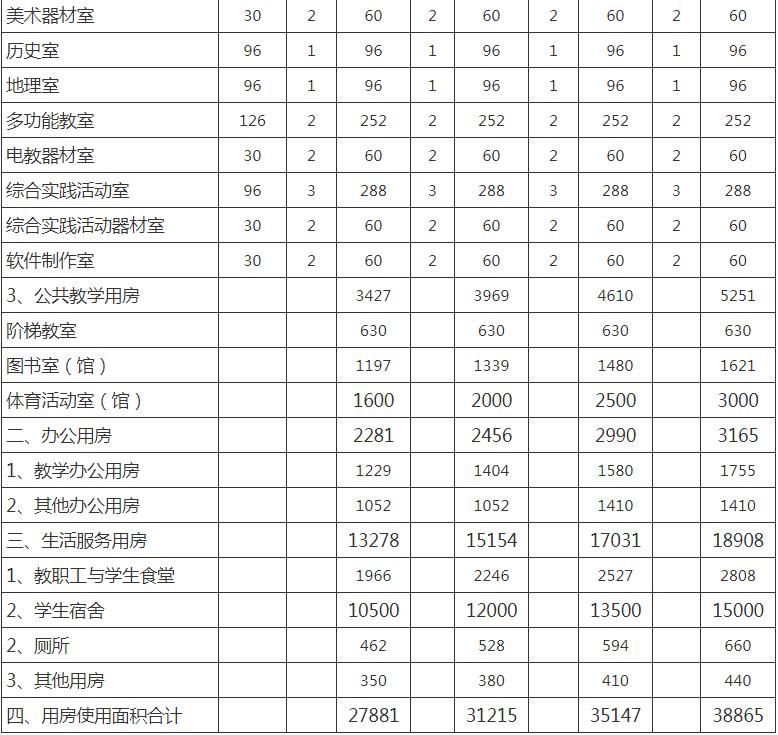 美术器材室 30 2 60 2 60 2 60 2 60
历史室 96 1 96 1 96 1 96 1 96
地理室 96 1 96 1 96 1 96 1 96
多功能教室 126 2 252 2 252 2 252 2 252
电教器材室 30 2 60 2 60 2 60 2 60
综合实践活动室 96 3 288 3 288 3 288 3 288
综合实践活动器材室 30 2 60 2 60 2 60 2 60
软件制作室 30 2 60 2 60 2 60 2 60
3、公共教学用房 3427 3969 4610 5251
阶梯教室 630 630 630 630
图书室（馆） 1197 1339 1480 1621
体育活动室（馆） 1600 2000 2500 3000
二、办公用房 2281 2456 2990 3165
1、教学办公用房 1229 1404 1580 1755
2、其他办公用房 1052 1052 1410 1410
三、生活服务用房 13278 15154 17031 18908
1、教职工与学生食堂 1966 2246 2527 2808
2、学生宿舍 10500 12000 13500 15000
2、厕所 462 528 594 660
3、其他用房 350 380 410 440
四、用房使用面积合计 27881 31215 35147 38865